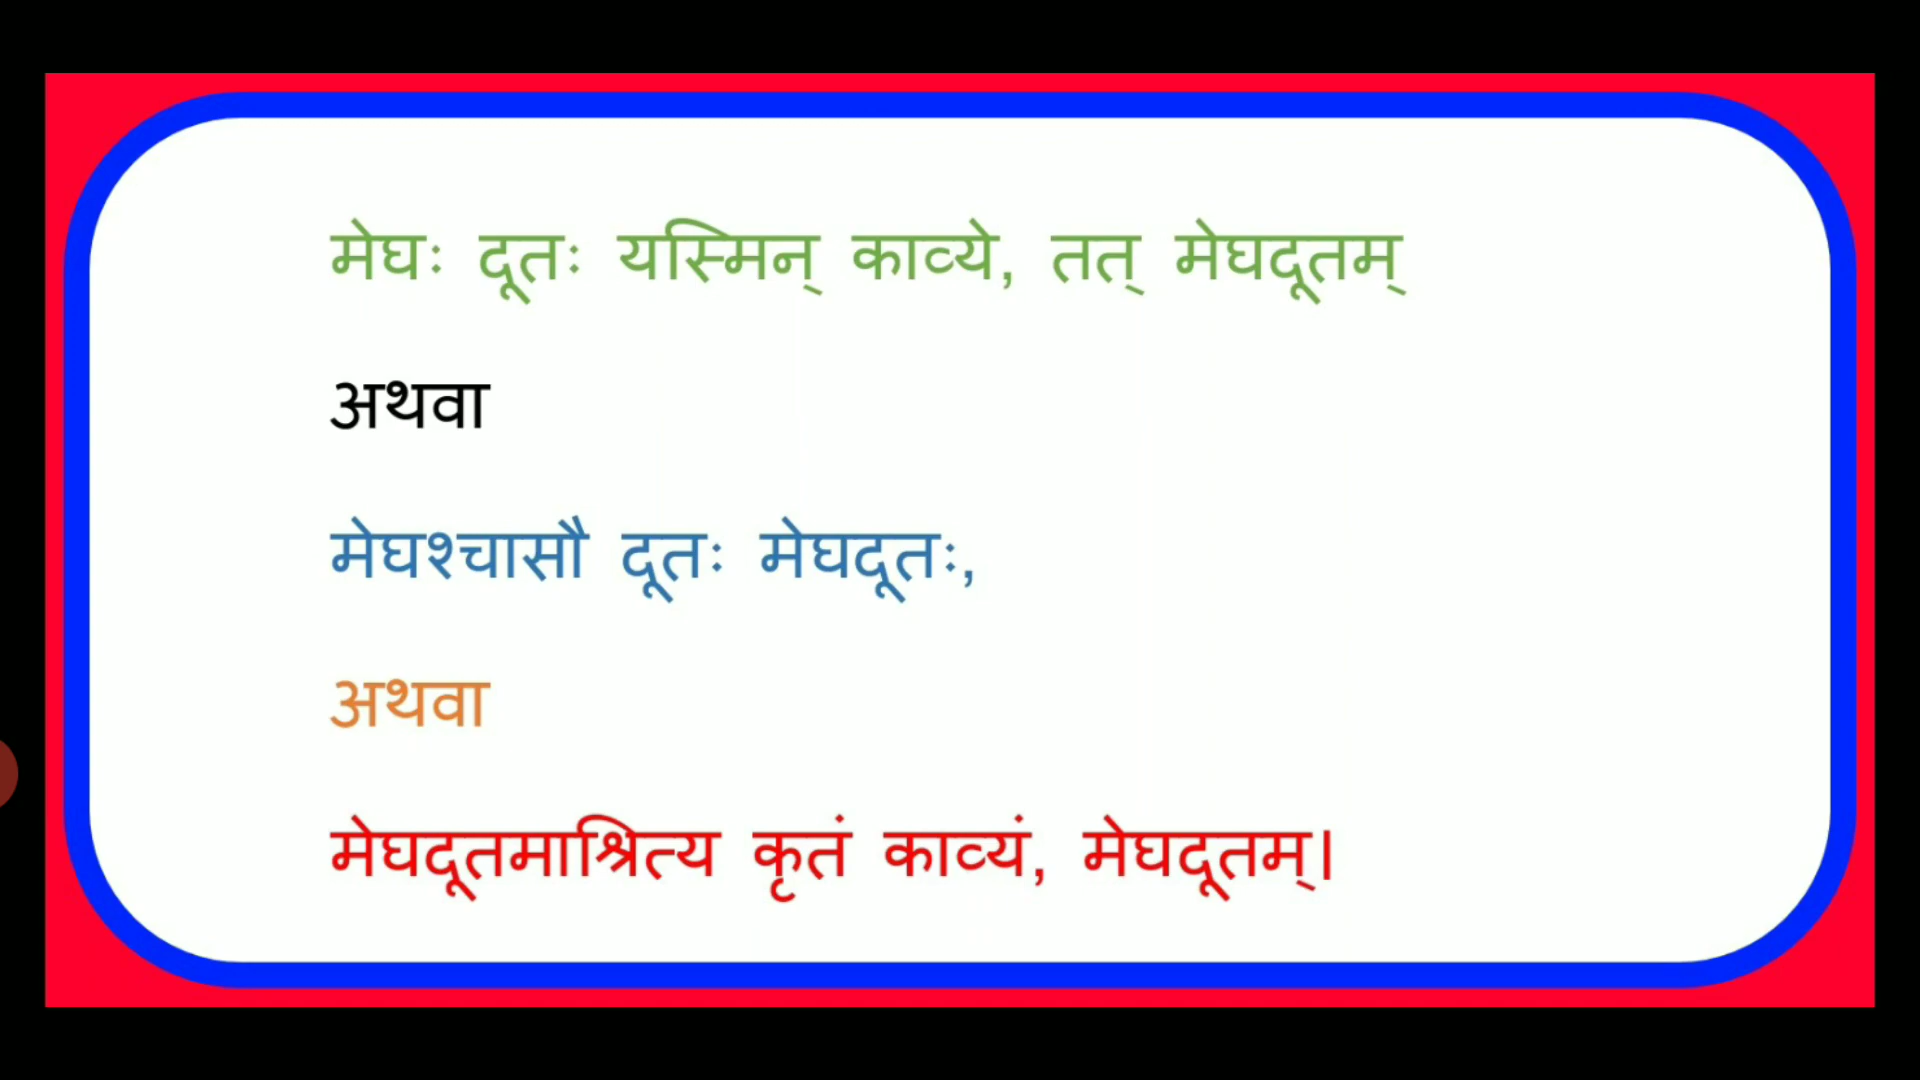 मेघः दूतः यस्मिन् काव्ये, तत् मेघदूतम्
अथवा
मेघश्चासौ दूतः मेघदूतः,
अथवा
मेघदूतमाश्रित्य कृतं काव्यं, मेघदूतम्।